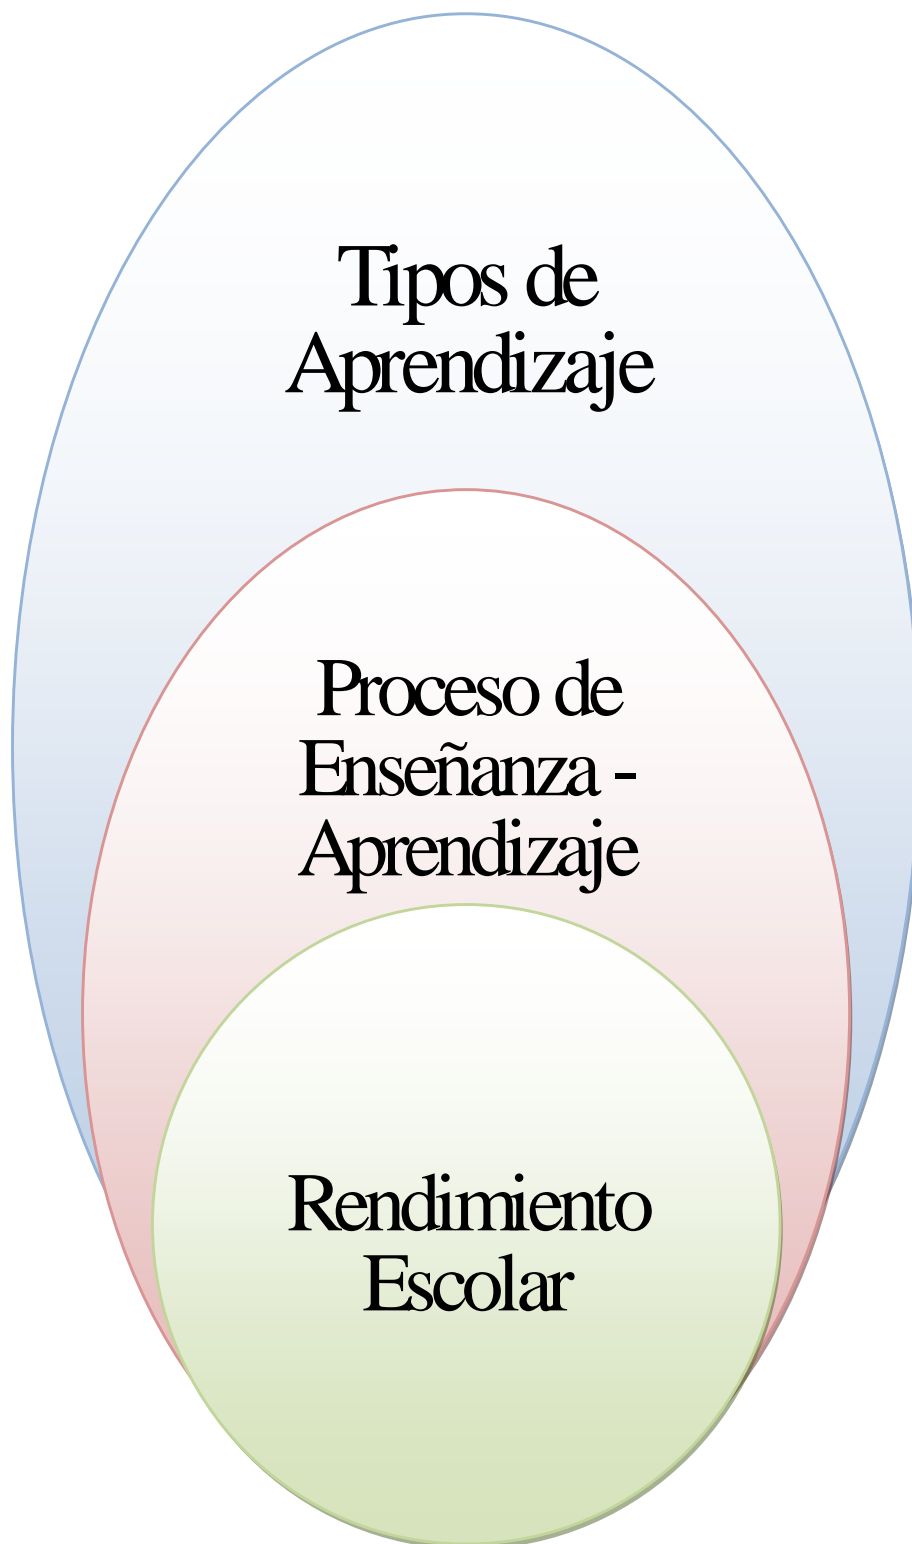 Tipos de
Aprendizaje
Proceso de
Enseñanza -
Aprendizaje
Rendimiento
Escolar